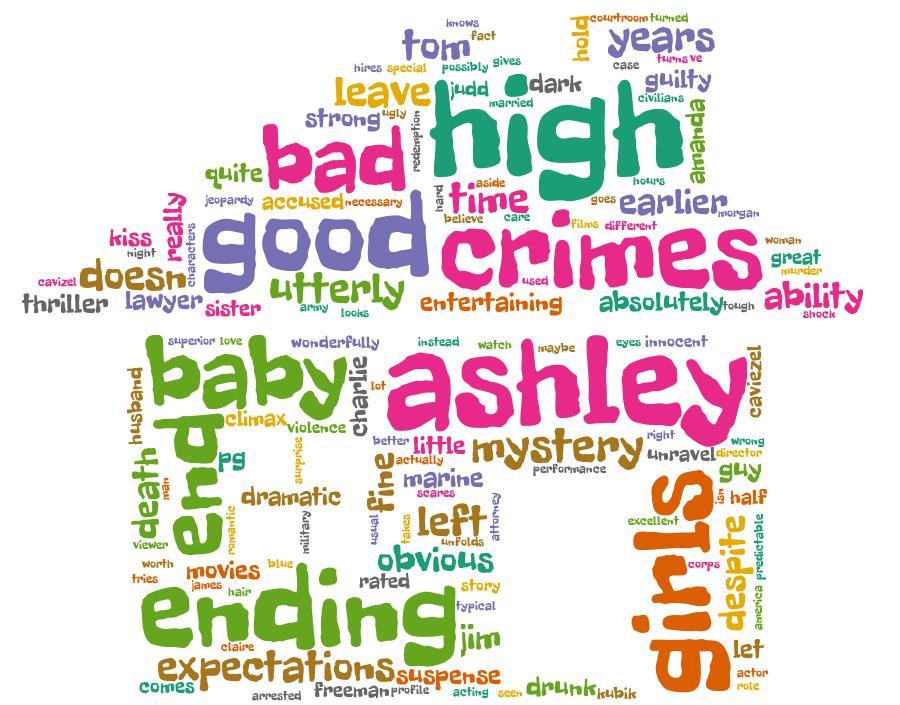 knows
tom
fact
hold
courtroom
turned
years
hires
special
possibly
gives
case
turns
ve
leave
judd
dark
guilty
strong
ugly
married
civilians
high
redemption
amanda
bad
quite
hours
jeopardy
accused
necessary
hard
aside
time
goes
earlier
morgan
really
characters
good
believe
care
films
different
kiss
night
crimes
woman
great
murder
cavizel
doesn
utterly
used
thriller
lawyer
sister
army
looks
entertaining
absolutely
tough
ability
shock
superior
love
wonderfully
instead
watch
maybe
eyes
innocent
baby
charlie
lot
ashley
caviezel
husband
end
climax
violence
better
little
actually
mystery
right
unravel
wrong
director
performance
death
man
pg
surprise
fine
marine
scares
guy
isn
half
dramatic
romantic
military
usual
takes
left
unfolds
attorney
excellent
girls
despite
predictable
viewer
worth
tries
movies
james
hair
blue
obvious
rated
story
corps
america
ending
typical
jim
claire
let
expectations
suspense
comes
arrested
freeman
profile
acting
seen
drunk
kubik
actor
role